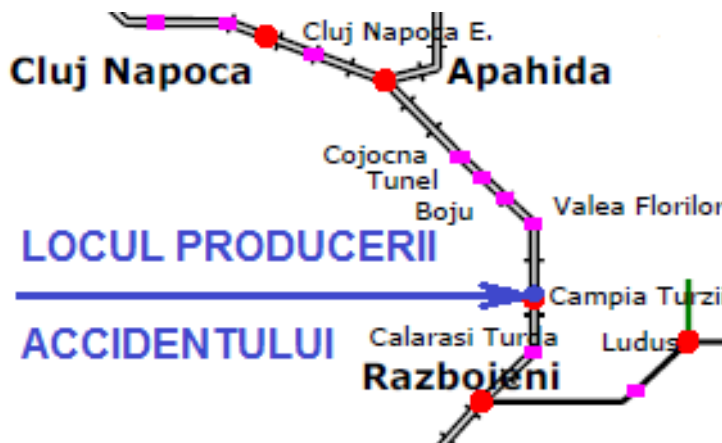 Cluj Napoca E.
Cluj Napoca
Apahida
Cojocna
Tunel
Boju
Valea Florilor
LOCUL PRODUCERII
Campia Turzii
ACCIDENTULUI
Calarasi Turda
Ludus
Razboieni